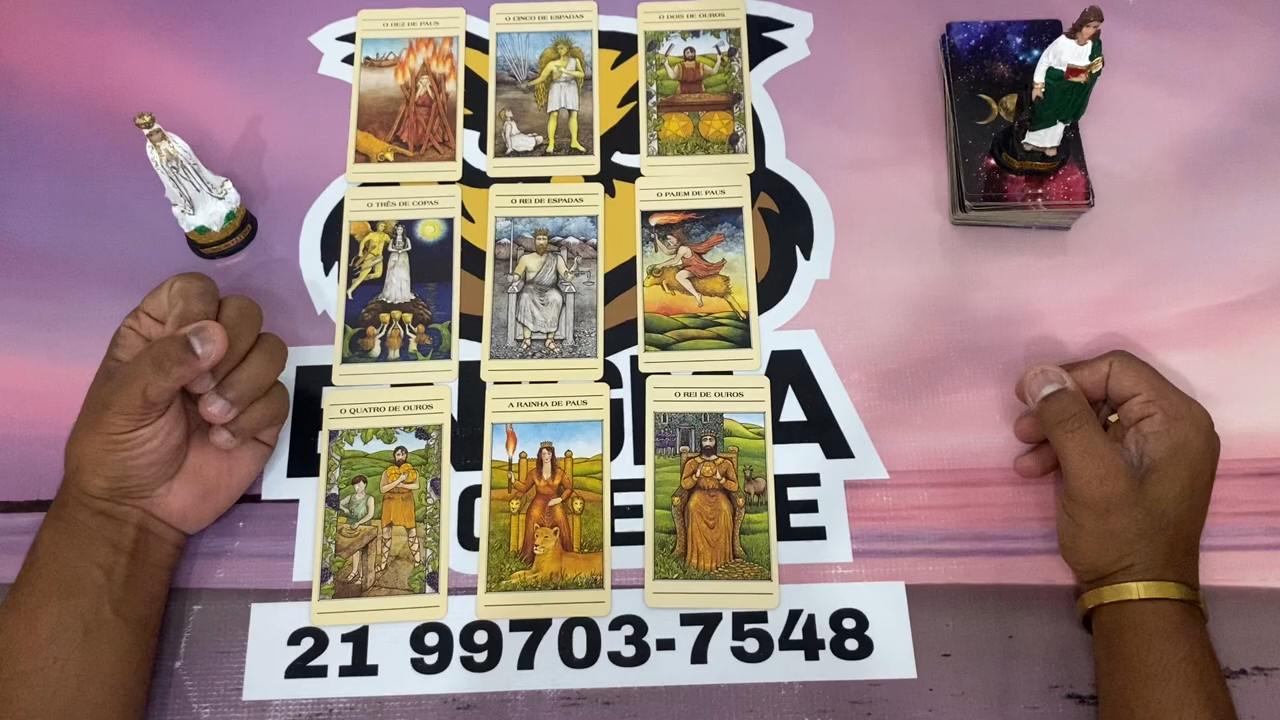 O DEZ DE PAUS
O CINCO DE ESPADAS
O DOIS DE OUROS
O TRÊS DE COPAS
O REI DE ESPADAS
O PAJEM DE PAUS
O QUATRO DE OUROS
A RAINHA DE PAUS
O REI DE OUROS
21 99703-7548